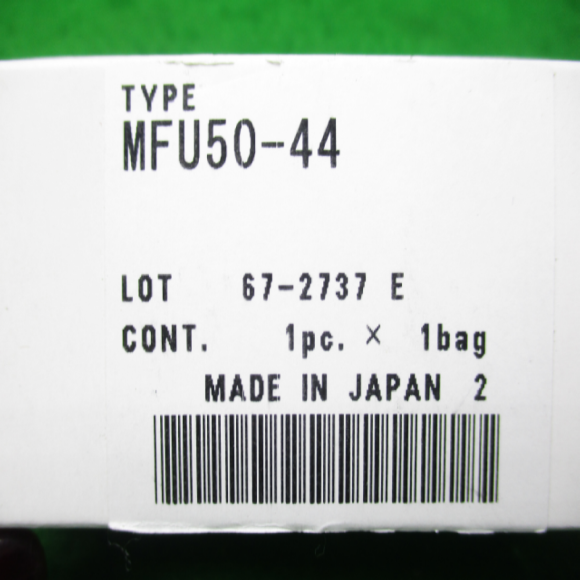 TYPE
MFU50-44
LOT 67-2737 E
CONT. 1pc. × 1bag
MADE IN JAPAN 2